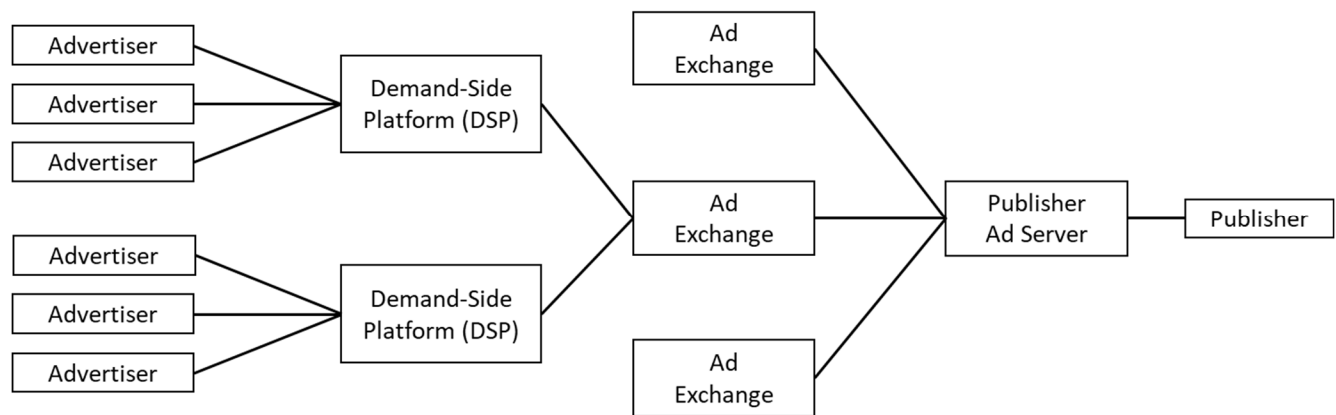 Advertiser
Advertiser
Advertiser
Demand-Side
Platform (DSP)
Advertiser
Advertiser
Advertiser
Demand-Side
Platform (DSP)
Ad
Exchange
Ad
Exchange
Ad
Exchange
Publisher
Ad Server
Publisher